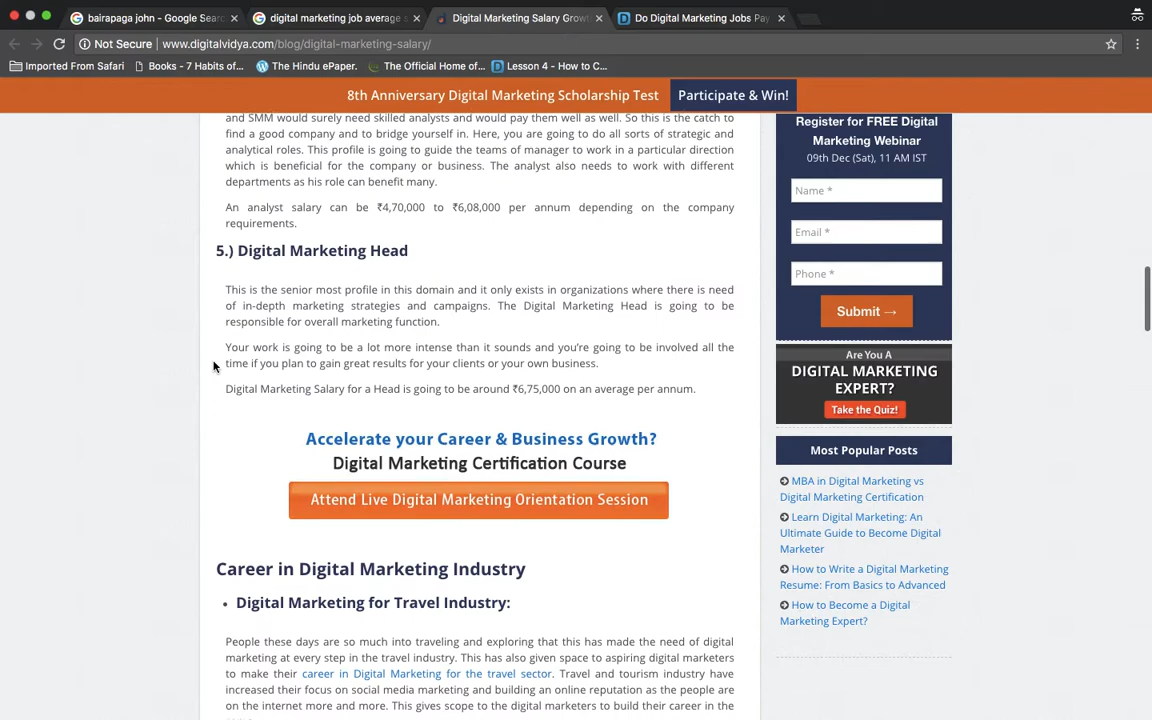 bairapaga john - Google Sear
digital marketing job average s
Digital Marketing Salary Grow
Do Digital Marketing Jobs Pay
Not Secure
www.digitalvidya.com/blog/digital-marketing-salary/
Imported From Safari
Books - 7 Habits of...
The Hindu ePaper.
The Official Home of...
Lesson 4 - How to C...
8th Anniversary Digital Marketing Scholarship Test
Participate & Win!
and SMM would surely need skilled analysts and would pay them well as well. So this is the catch to
find a good company and to bridge yourself in. Here, you are going to do all sorts of strategic and
analytical roles. This profile is going to guide the teams of manager to work in a particular direction
which is beneficial for the company or business. The analyst also needs to work with different
departments as his role can benefit many.
An analyst salary can be ₹4,70,000 to ₹6,08,000 per annum depending on the company
requirements.
5.) Digital Marketing Head
This is the senior most profile in this domain and it only exists in organizations where there is need
of in-depth marketing strategies and campaigns. The Digital Marketing Head is going to be
responsible for overall marketing function.
Your work is going to be a lot more intense than it sounds and you're going to be involved all the
time if you plan to gain great results for your clients or your own business.
Digital Marketing Salary for a Head is going to be around ₹6,75,000 on an average per annum.
Accelerate your Career & Business Growth?
Digital Marketing Certification Course
Attend Live Digital Marketing Orientation Session
Career in Digital Marketing Industry
• Digital Marketing for Travel Industry:
People these days are so much into traveling and exploring that this has made the need of digital
marketing at every step in the travel industry. This has also given space to aspiring digital marketers
to make their career in Digital Marketing for the travel sector. Travel and tourism industry have
increased their focus on social media marketing and building an online reputation as the people are
on the internet more and more. This gives scope to the digital marketers to build their career in the
Register for FREE Digital
Marketing Webinar
09th Dec (Sat), 11 AM IST
Name *
Email *
Phone *
Submit →
Are You A
DIGITAL MARKETING
EXPERT?
Take the Quiz!
Most Popular Posts
MBA in Digital Marketing vs
Digital Marketing Certification
Learn Digital Marketing: An
Ultimate Guide to Become Digital
Marketer
How to Write a Digital Marketing
Resume: From Basics to Advanced
How to Become a Digital
Marketing Expert?